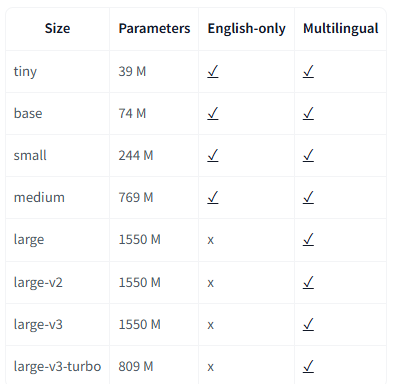 Size Parameters English-only Multilingual
tiny 39 M ✓ ✓
base 74 M ✓ ✓
small 244 M ✓ ✓
medium 769 M ✓ ✓
large 1550 M x ✓
large-v2 1550 M x ✓
large-v3 1550 M x ✓
large-v3-turbo 809 M x ✓